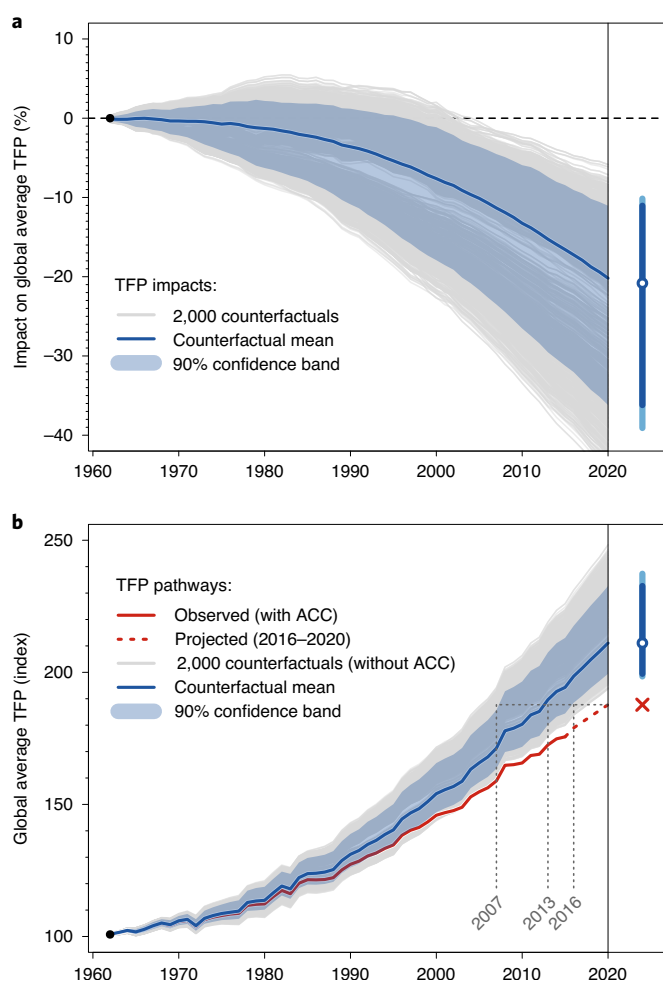 a
10
0
–10
–20
–30
–40
Impact on global average TFP (%)
TFP impacts:
2,000 counterfactuals
Counterfactual mean
90% confidence band
1960 1970 1980 1990 2000 2010 2020
b
250
200
150
100
Global average TFP (index)
TFP pathways:
Observed (with ACC)
Projected (2016–2020)
2,000 counterfactuals (without ACC)
Counterfactual mean
90% confidence band
2007 2013 2016
1960 1970 1980 1990 2000 2010 2020